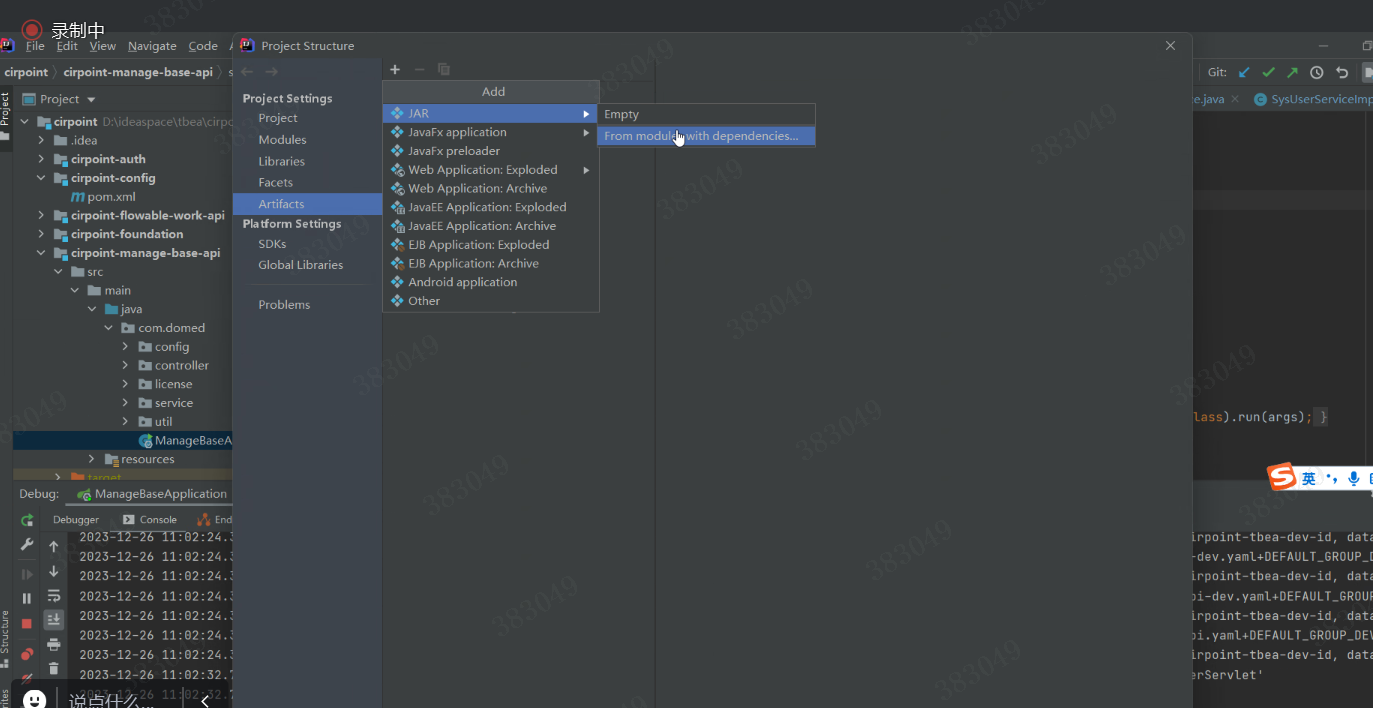 录制中
File Edit View Navigate Code
Project Structure
cirpoint cirpoint-manage-base-api
Git:
Project
Project
cirpoint D:\ideaspace\tbea\cirpo
.idea
cirpoint-auth
cirpoint-config
pom.xml
cirpoint-flowable-work-api
cirpoint-foundation
cirpoint-manage-base-api
src
main
java
com.domed
config
controller
license
service
util
ManageBaseA
resources
target
Project Settings
Project
Modules
Libraries
Facets
Artifacts
Platform Settings
SDKs
Global Libraries
Problems
Add
JAR
JavaFx application
JavaFx preloader
Web Application: Exploded
Web Application: Archive
JavaEE Application: Exploded
JavaEE Application: Archive
EJB Application: Exploded
EJB Application: Archive
Android application
Other
Empty
From modules with dependencies...
e.java SysUserServiceImp
lass).run(args); }
英
Debug: ManageBaseApplication
Debugger Console End
2023-12-26 11:02:24.3
2023-12-26 11:02:24.3
2023-12-26 11:02:24.3
2023-12-26 11:02:24.3
2023-12-26 11:02:24.3
2023-12-26 11:02:24.3
2023-12-26 11:02:24.3
2023-12-26 11:02:32.7
2023-12-26 11:02:32.7
irpoint-tbea-dev-id, data
-dev.yaml+DEFAULT_GROUP_D
irpoint-tbea-dev-id, data
pi-dev.yaml+DEFAULT_GROUP
irpoint-tbea-dev-id, data
pi.yaml+DEFAULT_GROUP_DEV
irpoint-tbea-dev-id, data
erServlet'
Structure
说点什么...
383049